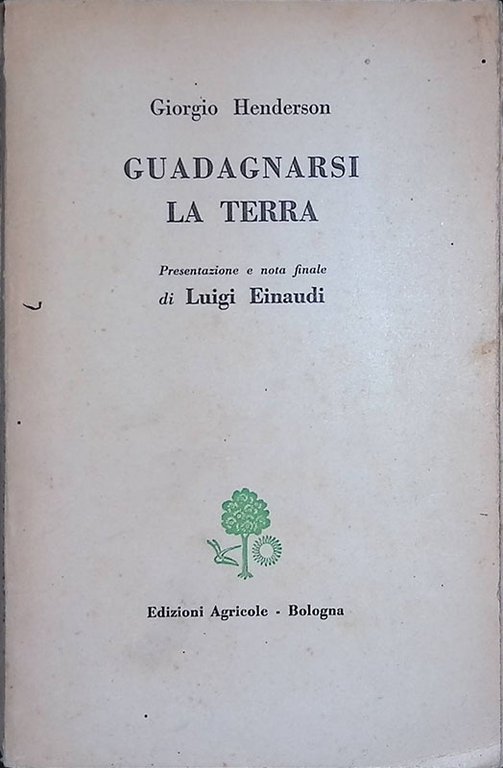 Giorgio Henderson
GUADAGNARSI
LA TERRA
Presentazione e nota finale
di Luigi Einaudi
Edizioni Agricole - Bologna